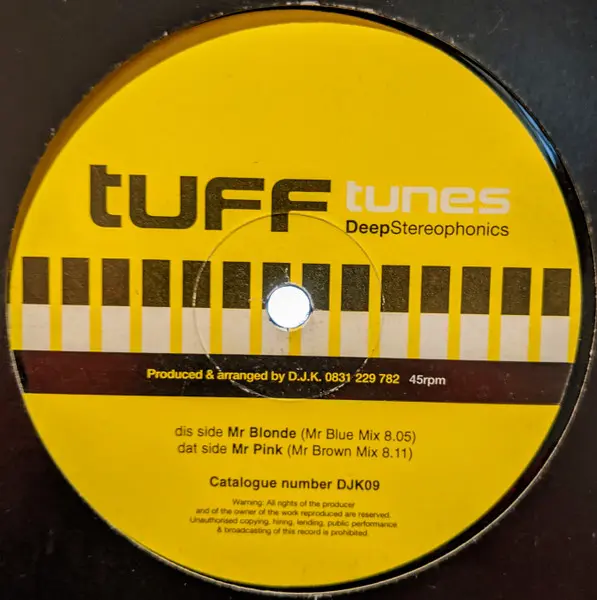 tuff tunes
DeepStereophonics
Produced & arranged by D.J.K. 0831 229 782 45rpm
dis side Mr Blonde (Mr Blue Mix 8.05)
dat side Mr Pink (Mr Brown Mix 8.11)
Catalogue number DJK09
Warning: All rights of the producer
and of the owner of the work reproduced are reserved.
Unauthorised copying, hiring, lending, public performance
& broadcasting of this record is prohibited.